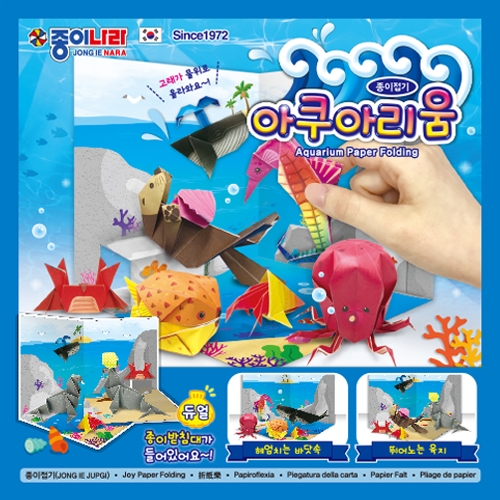 종이나라
JONG IE NARA
Since1972
고래가 물위로
올라와요~!
종이접기
아쿠아리움
Aquarium Paper Folding
듀얼
종이받침대가
들어있어요~!
헤엄치는 바닷속
뛰어노는 육지
종이접기(JONG IE JUPGI) • Joy Paper Folding • 折紙樂 • Papiroflexia • Piegatura della carta • Papier Falt • Pliage de papier